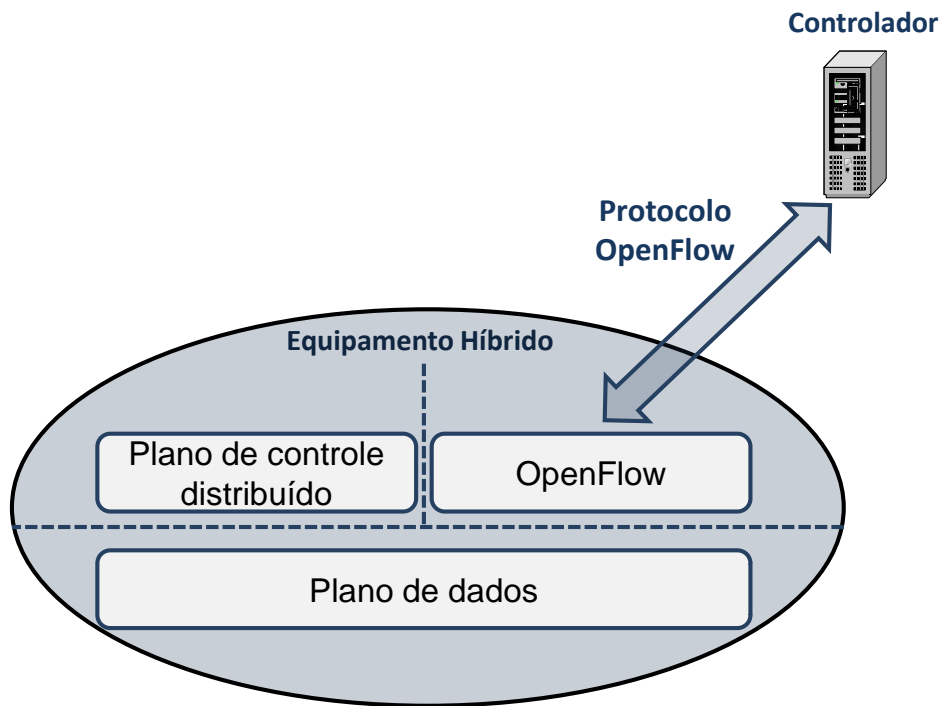 Controlador
Protocolo
OpenFlow
Equipamento Híbrido
Plano de controle
distribuído
OpenFlow
Plano de dados